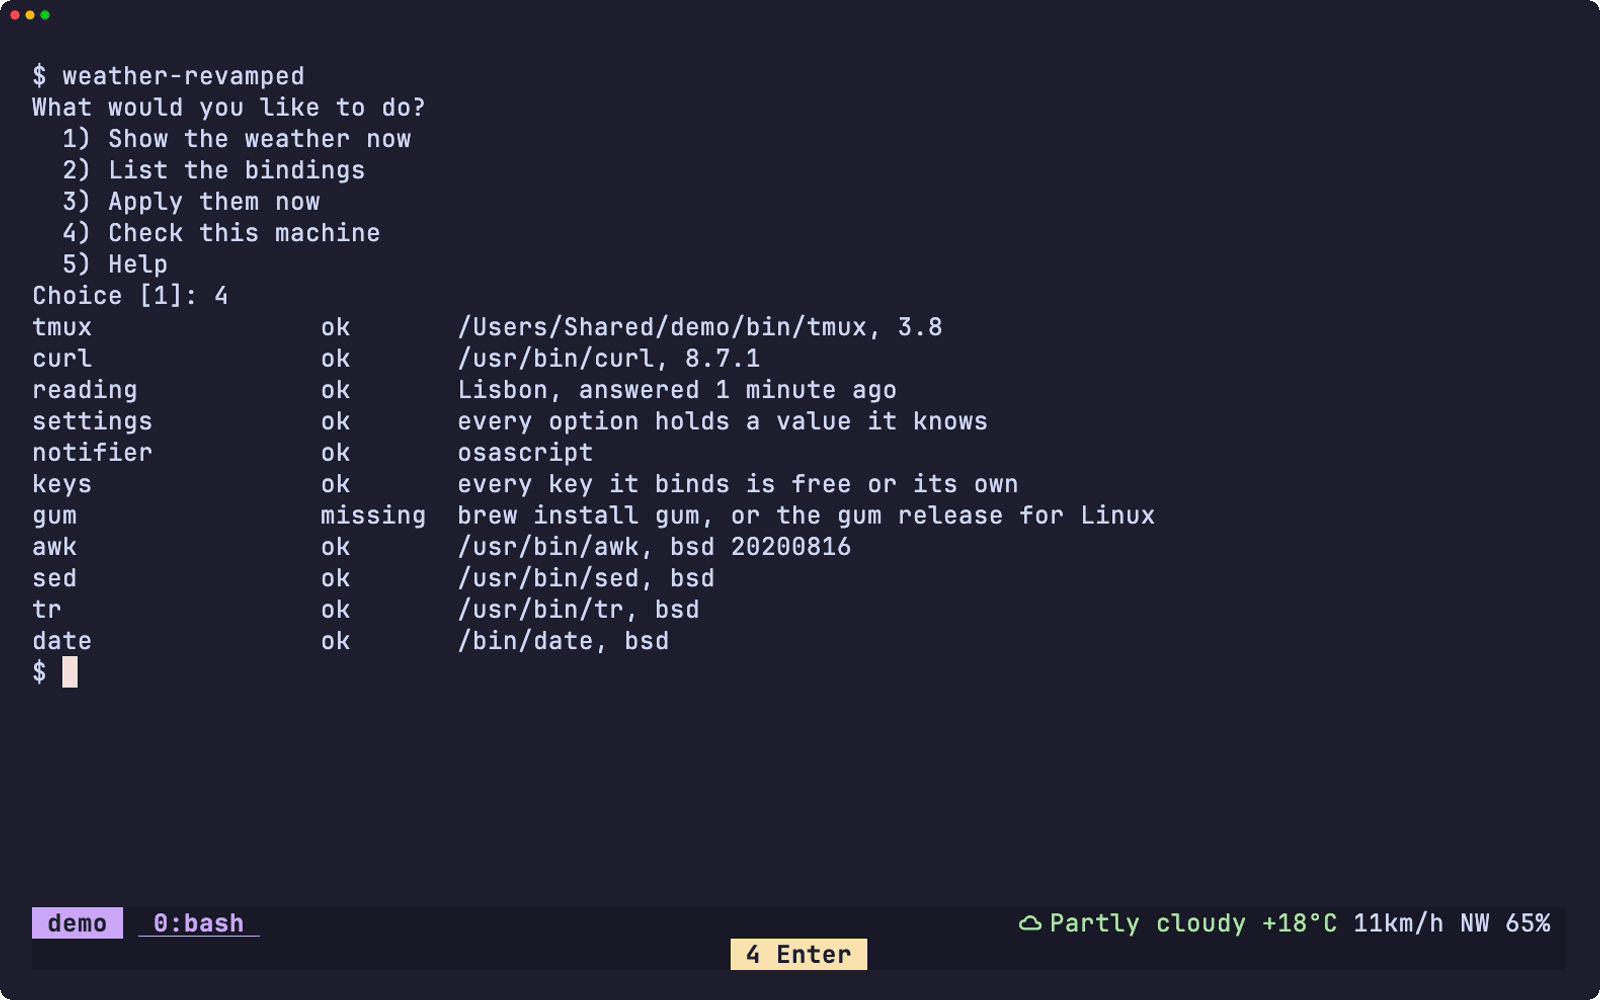 $ weather-revamped
What would you like to do?
  1) Show the weather now
  2) List the bindings
  3) Apply them now
  4) Check this machine
  5) Help
Choice [1]: 4
tmux               ok       /Users/Shared/demo/bin/tmux, 3.8
curl               ok       /usr/bin/curl, 8.7.1
reading            ok       Lisbon, answered 1 minute ago
settings           ok       every option holds a value it knows
notifier           ok       osascript
keys               ok       every key it binds is free or its own
gum                missing  brew install gum, or the gum release for Linux
awk                ok       /usr/bin/awk, bsd 20200816
sed                ok       /usr/bin/sed, bsd
tr                 ok       /usr/bin/tr, bsd
date               ok       /bin/date, bsd
$
demo 0:bash Partly cloudy +18°C 11km/h NW 65%
4 Enter